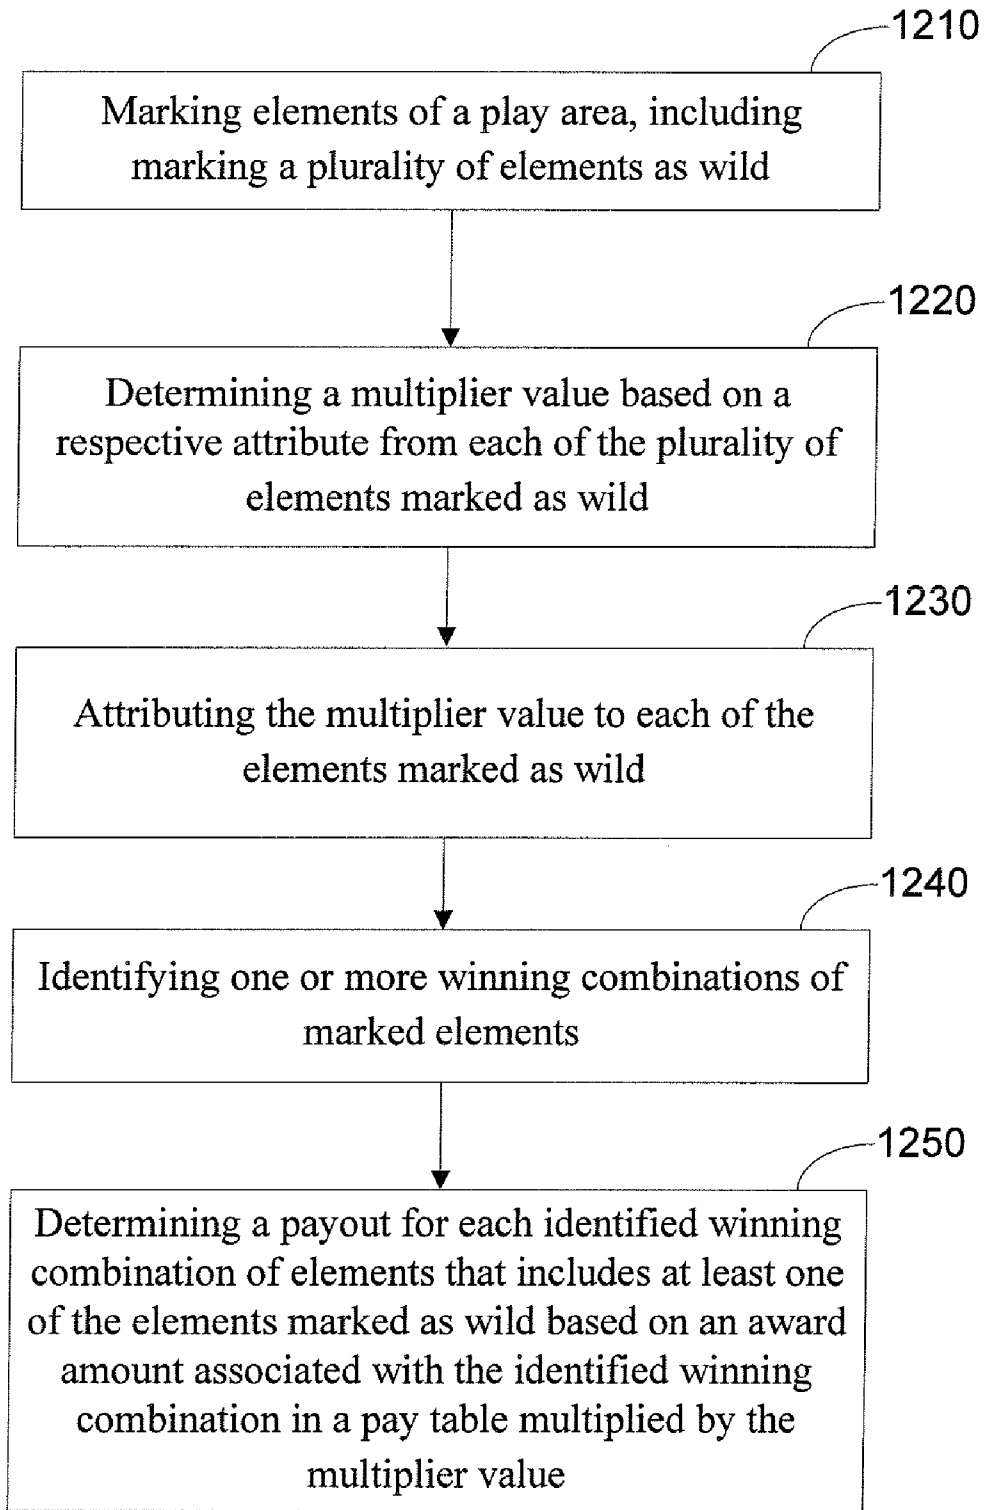 1210
Marking elements of a play area, including
marking a plurality of elements as wild
1220
Determining a multiplier value based on a
respective attribute from each of the plurality of
elements marked as wild
1230
Attributing the multiplier value to each of the
elements marked as wild
1240
Identifying one or more winning combinations of
marked elements
1250
Determining a payout for each identified winning
combination of elements that includes at least one
of the elements marked as wild based on an award
amount associated with the identified winning
combination in a pay table multiplied by the
multiplier value